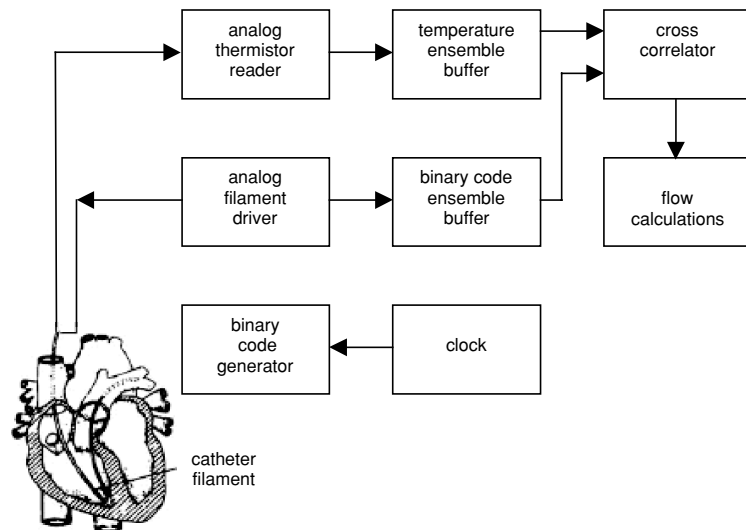 analog
thermistor
reader
temperature
ensemble
buffer
cross
correlator
analog
filament
driver
binary code
ensemble
buffer
flow
calculations
binary
code
generator
clock
catheter
filament